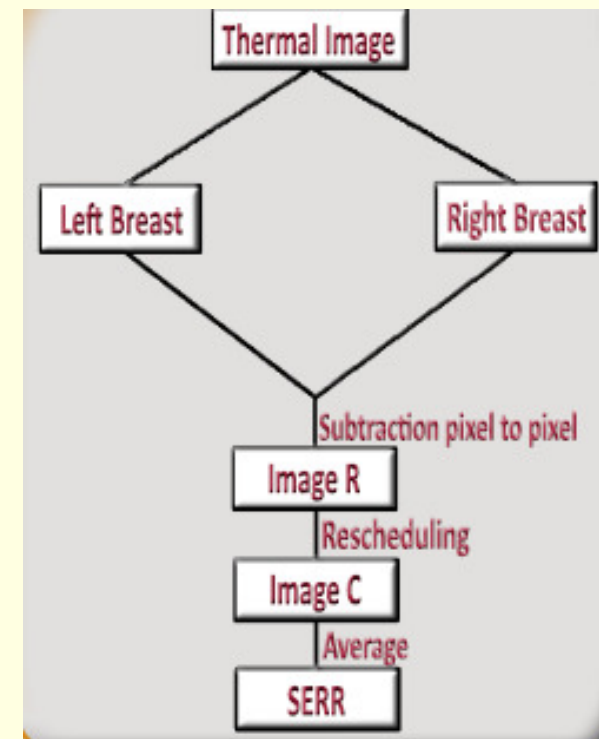 Thermal Image
Left Breast
Right Breast
Subtraction pixel to pixel
Image R
Rescheduling
Image C
Average
SERR